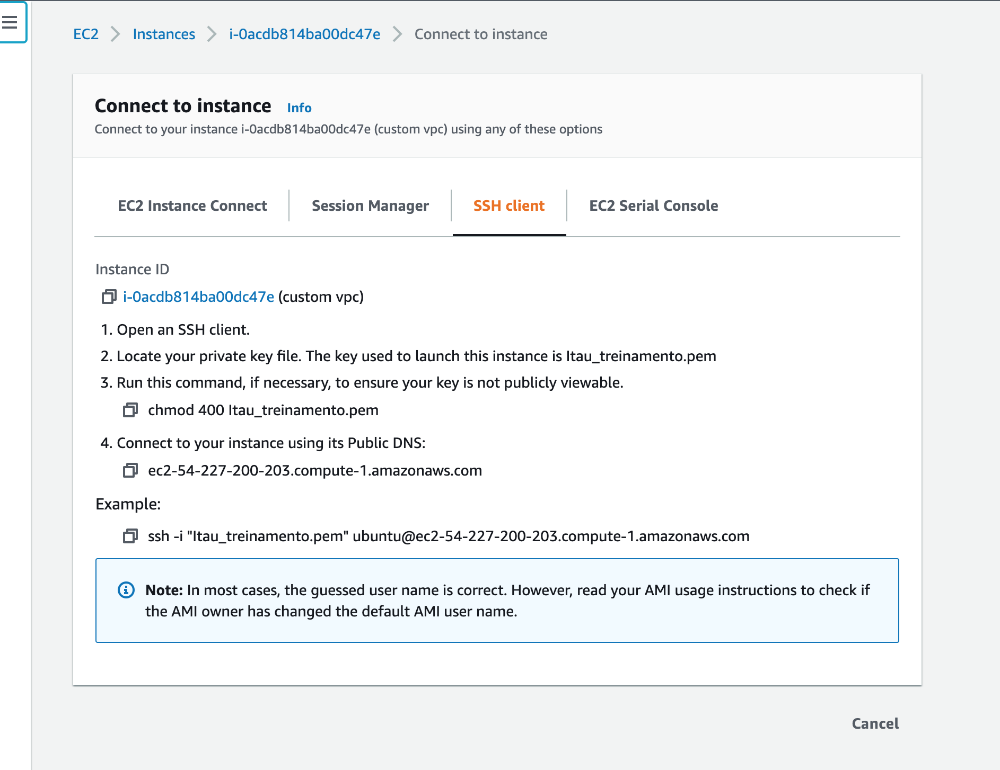 EC2 Instances i-0acdb814ba00dc47e Connect to instance
Connect to instance Info
Connect to your instance i-0acdb814ba00dc47e (custom vpc) using any of these options
EC2 Instance Connect Session Manager SSH client EC2 Serial Console
Instance ID
i-0acdb814ba00dc47e (custom vpc)
1. Open an SSH client.
2. Locate your private key file. The key used to launch this instance is Itau_treinamento.pem
3. Run this command, if necessary, to ensure your key is not publicly viewable.
chmod 400 Itau_treinamento.pem
4. Connect to your instance using its Public DNS:
ec2-54-227-200-203.compute-1.amazonaws.com
Example:
ssh -i "Itau_treinamento.pem" ubuntu@ec2-54-227-200-203.compute-1.amazonaws.com
Note: In most cases, the guessed user name is correct. However, read your AMI usage instructions to check if
the AMI owner has changed the default AMI user name.
Cancel